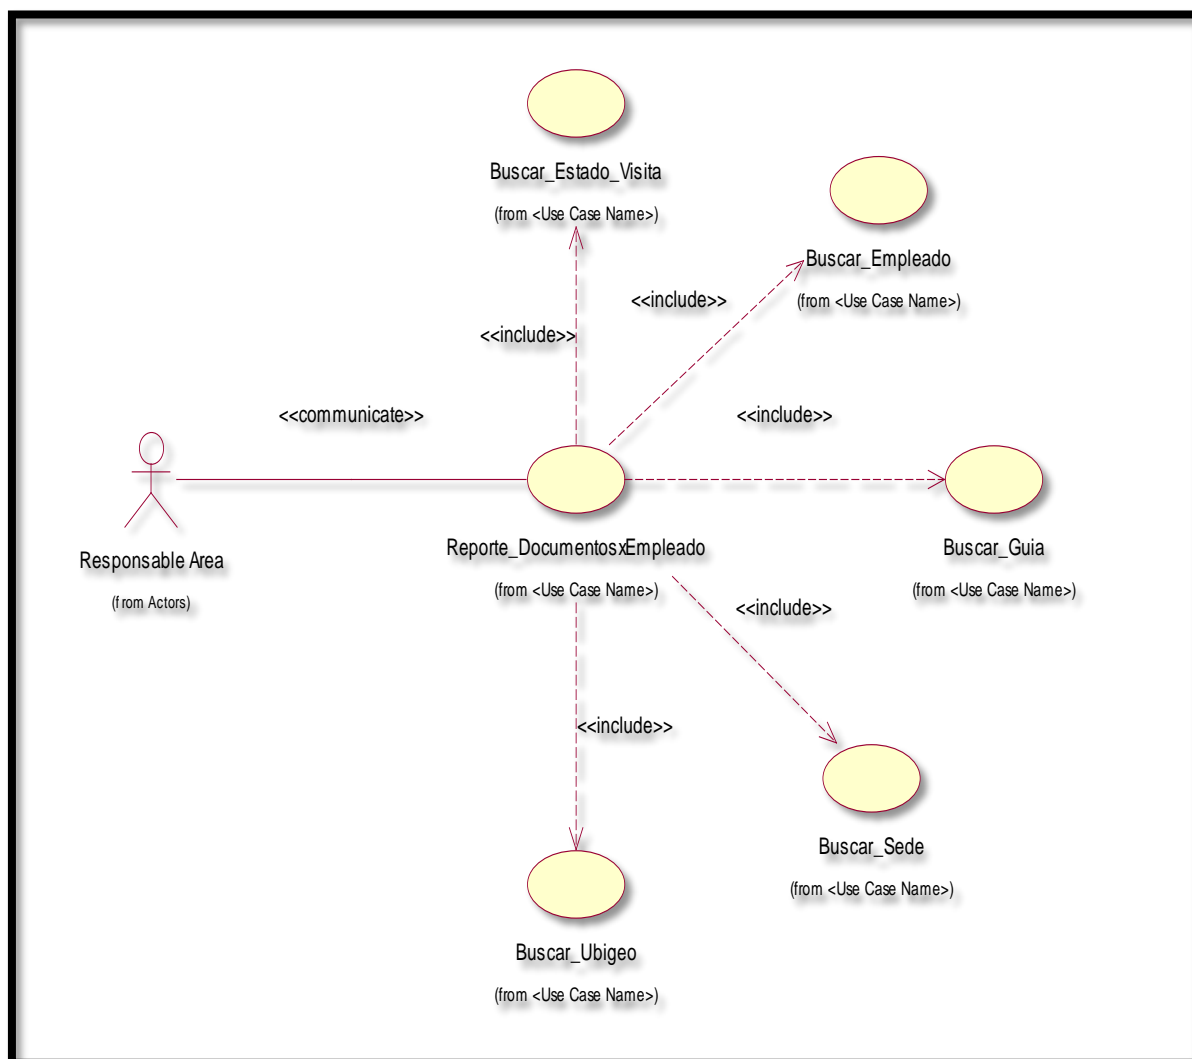 Buscar_Estado_Visita
(from <Use Case Name>)
Buscar_Empleado
(from <Use Case Name>)
<<include>>
<<include>>
<<communicate>>
<<include>>
Responsable Area
(from Actors)
Reporte_DocumentosxEmpleado
(from <Use Case Name>)
Buscar_Guia
(from <Use Case Name>)
<<include>>
<<include>>
Buscar_Sede
(from <Use Case Name>)
Buscar_Ubigeo
(from <Use Case Name>)